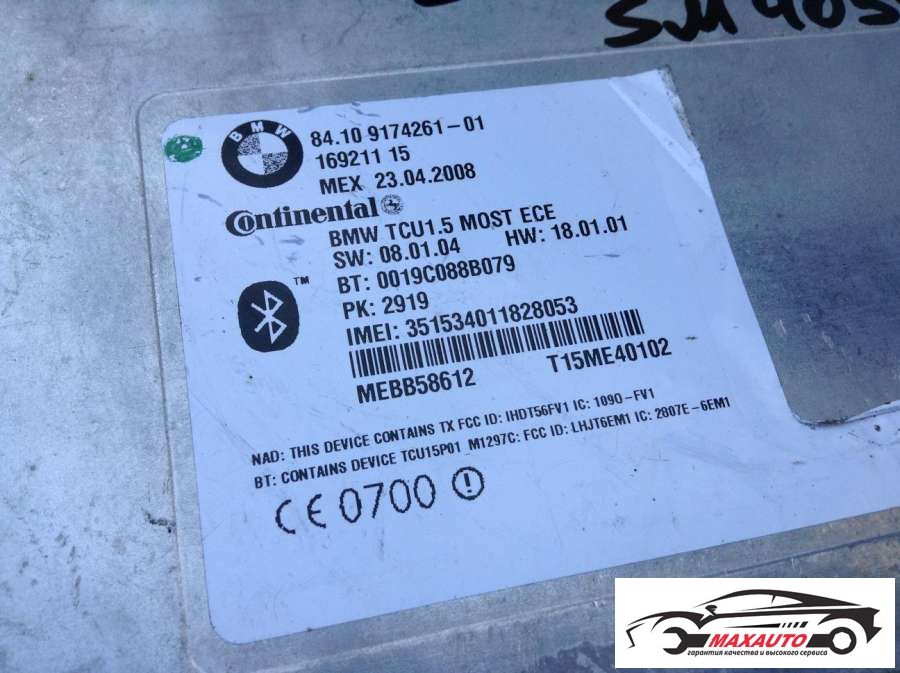 BMW
84.10 9174261-01
169211 15
MEX 23.04.2008
Continental
BMW TCU1.5 MOST ECE
SW: 08.01.04 HW: 18.01.01
BT: 0019C088B079
TM
PK: 2919
IMEI: 351534011828053
MEBB58612 T15ME40102
NAD: THIS DEVICE CONTAINS TX FCC ID: IHDT56FV1 IC: 109O-FV1
BT: CONTAINS DEVICE TCU15P01_M1297C: FCC ID: LHJT6EM1 IC: 2807E-6EM1
CE 0700
MAXAUTO
гарантия качества и высокого сервиса